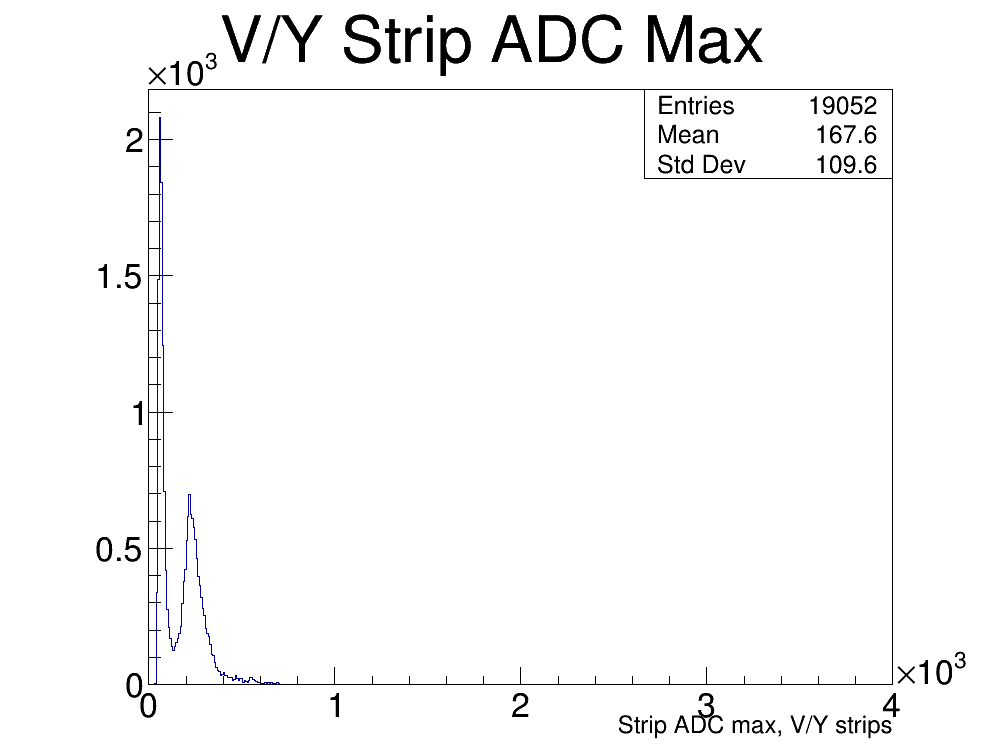 V/Y Strip ADC Max
×10³
Entries 19052
Mean 167.6
Std Dev 109.6
2
1.5
1
0.5
0
0 1 2 3 4
×10³
Strip ADC max, V/Y strips